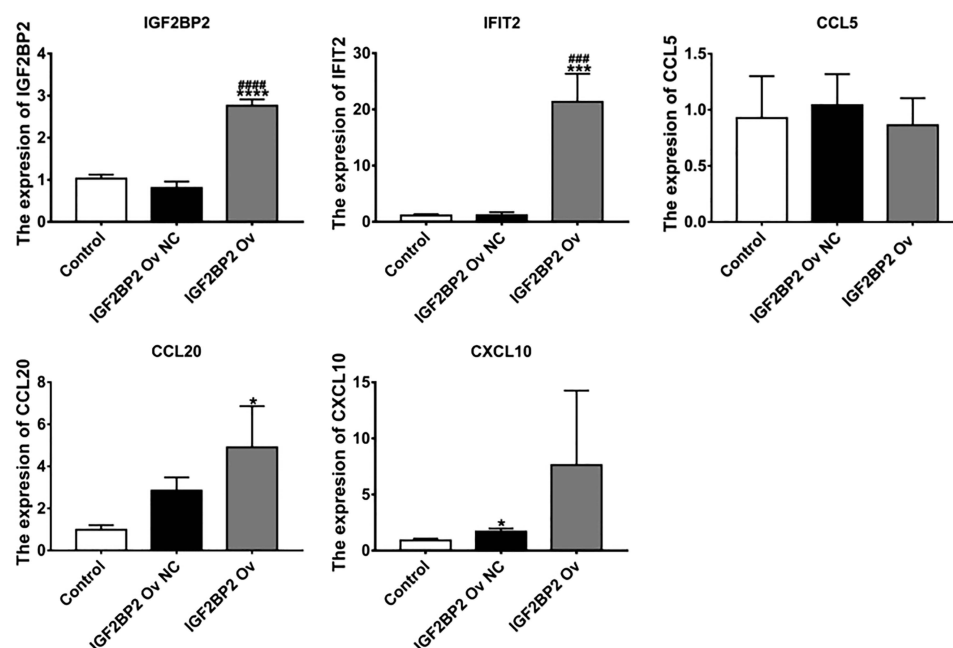 IGF2BP2
The expresion of IGF2BP2
4
3
2
1
0
####
****
Control
IGF2BP2 Ov NC
IGF2BP2 Ov
IFIT2
The expresion of IFIT2
30
20
10
0
###
***
Control
IGF2BP2 Ov NC
IGF2BP2 Ov
CCL5
The expresion of CCL5
1.5
1.0
0.5
0.0
Control
IGF2BP2 Ov NC
IGF2BP2 Ov
CCL20
The expresion of CCL20
8
6
4
2
0
*
Control
IGF2BP2 Ov NC
IGF2BP2 Ov
CXCL10
The expresion of CXCL10
15
10
5
0
*
Control
IGF2BP2 Ov NC
IGF2BP2 Ov